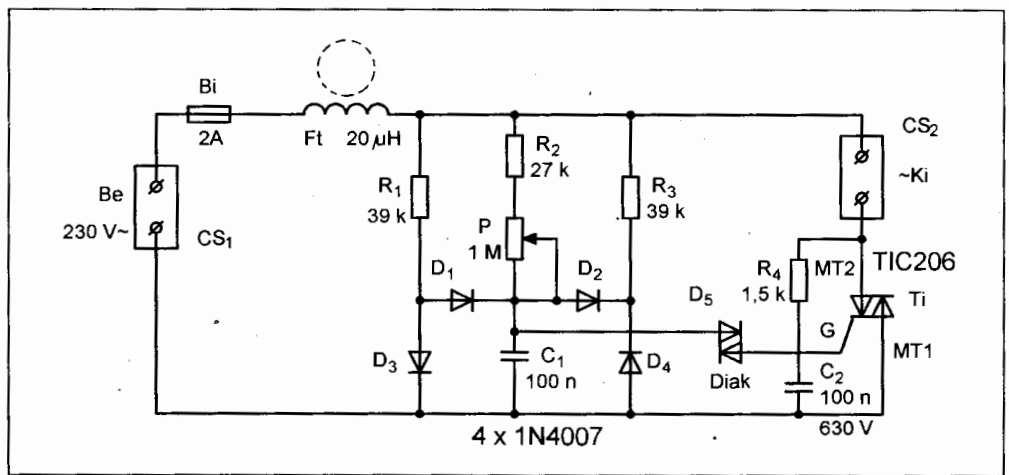 Bi
2A
Ft 20 µH
Be
230 V~
CS₁
R₁
39 k
R₂
27 k
P
1 M
R₃
39 k
D₁
D₂
D₃
C₁
100 n
D₄
D₅
Diak
CS₂
~Ki
R₄
1,5 k
MT2
TIC206
Ti
G
MT1
C₂
100 n
630 V
4 x 1N4007